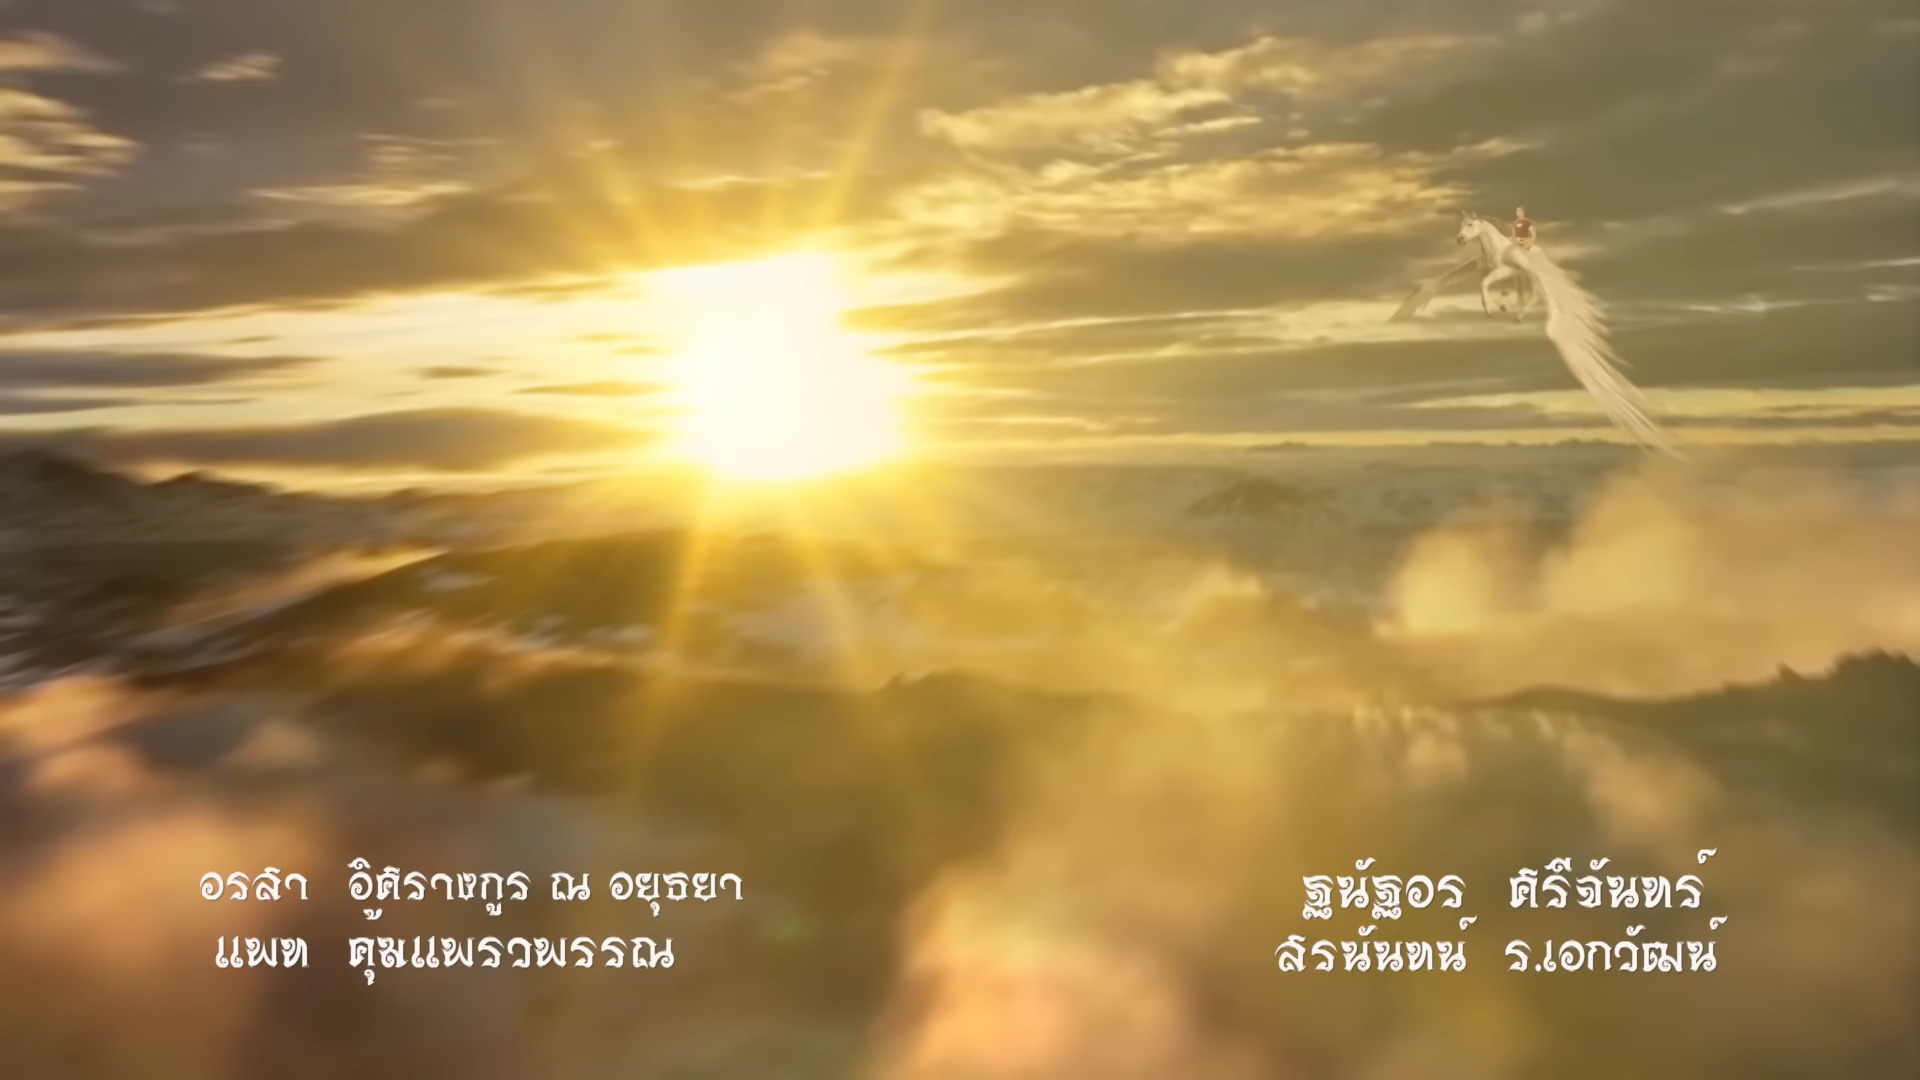 อรสา อิศรางกูร ณ อยุธยา
แพท คุ้มแพรวพรรณ
ฐนัฐอร ศิริจันทร์
สิรนันทน์ ร.เอกวัฒน์